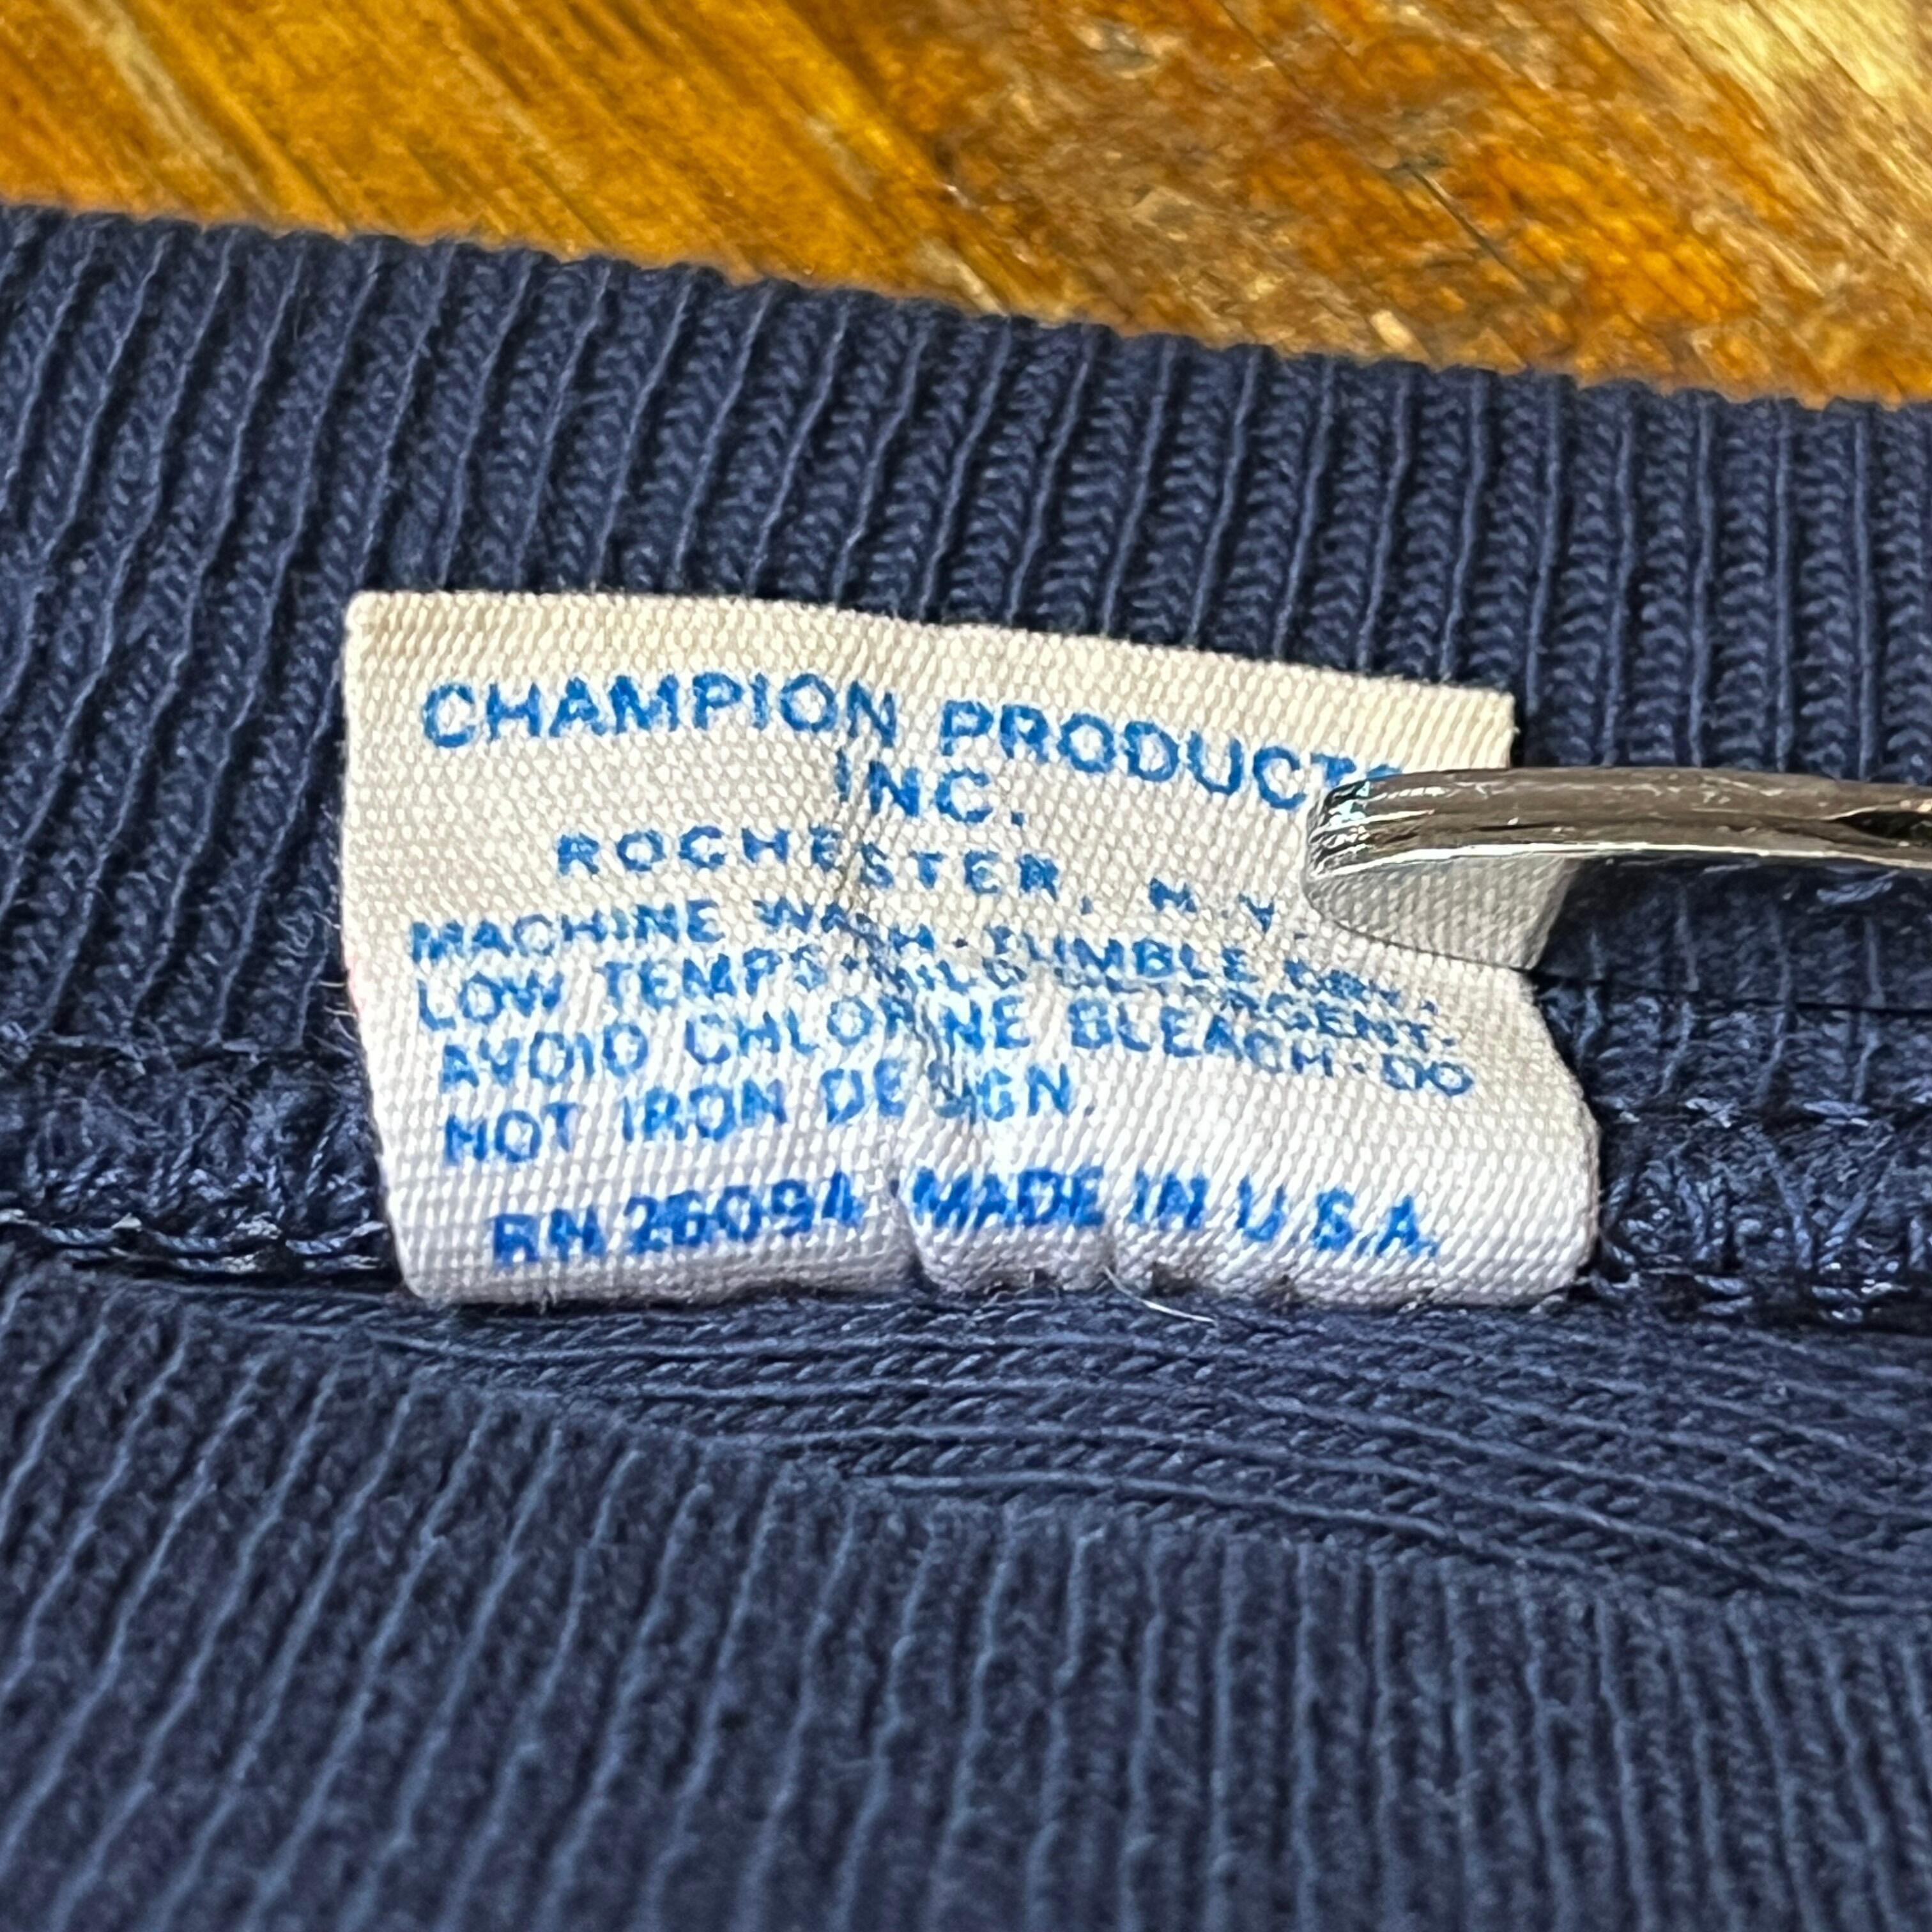 CHAMPION PRODUCTS
INC.
ROCHESTER, N.Y.
MACHINE WASH·TUMBLE DRY,
LOW TEMPS·MILD DETERGENT.
AVOID CHLORINE BLEACH·DO
NOT IRON DESIGN.
RN 26094 MADE IN U.S.A.